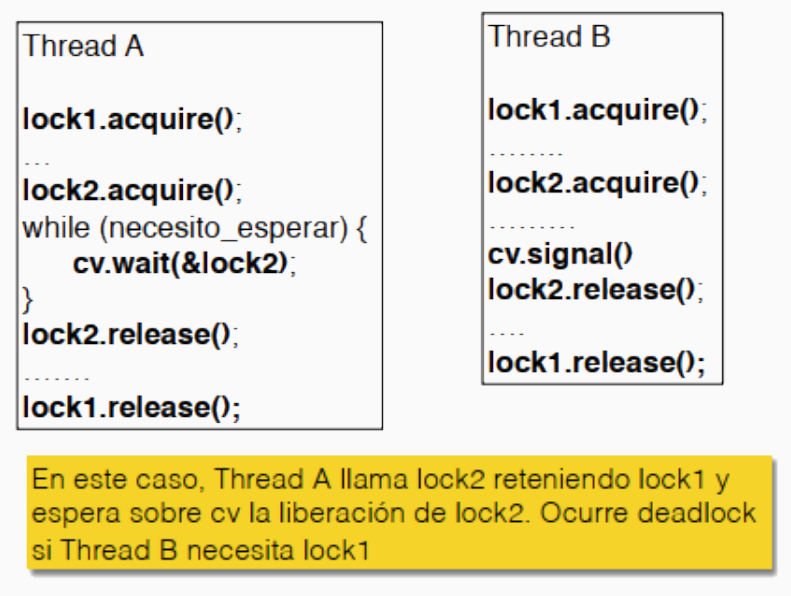 Thread A
lock1.acquire();
...
lock2.acquire();
while (necesito_esperar) {
cv.wait(&lock2);
}
lock2.release();
.......
lock1.release();
Thread B
lock1.acquire();
........
lock2.acquire();
.........
cv.signal()
lock2.release();
....
lock1.release();
En este caso, Thread A llama lock2 reteniendo lock1 y
espera sobre cv la liberación de lock2. Ocurre deadlock
si Thread B necesita lock1